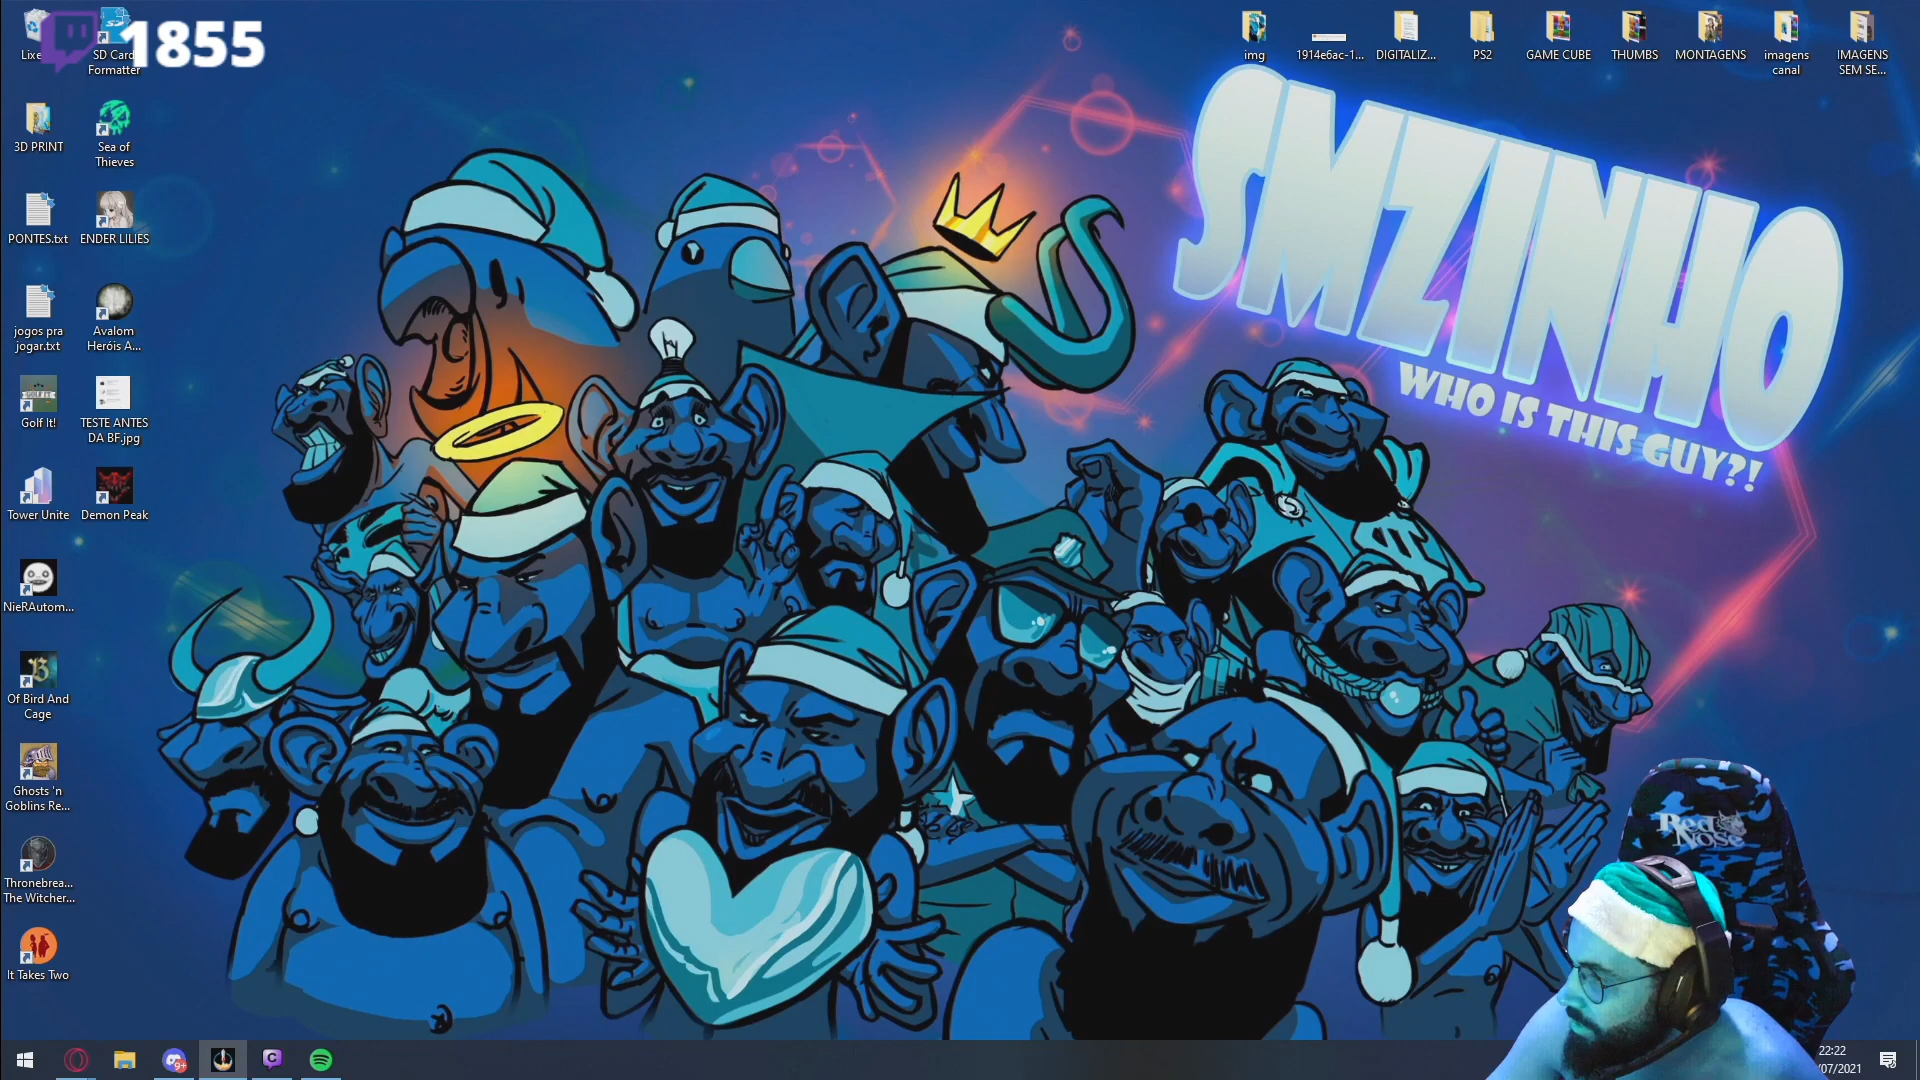 1855
SD Card
Formatter
img
1914e6ac-1...
DIGITALIZ...
PS2
GAME CUBE
THUMBS
MONTAGENS
imagens
canal
IMAGENS
SEM SE...
3D PRINT
Sea of
Thieves
PONTES.txt
ENDER LILIES
jogos pra
jogar.txt
Avalom
Heróis A...
Golf It!
TESTE ANTES
DA BF.jpg
Tower Unite
Demon Peak
NieRAutom...
Of Bird And
Cage
Ghosts 'n
Goblins Re...
Thronebrea...
The Witcher...
It Takes Two
SMZINHO
WHO IS THIS GUY?!
Red
Nose
9+
22:22
/07/2021